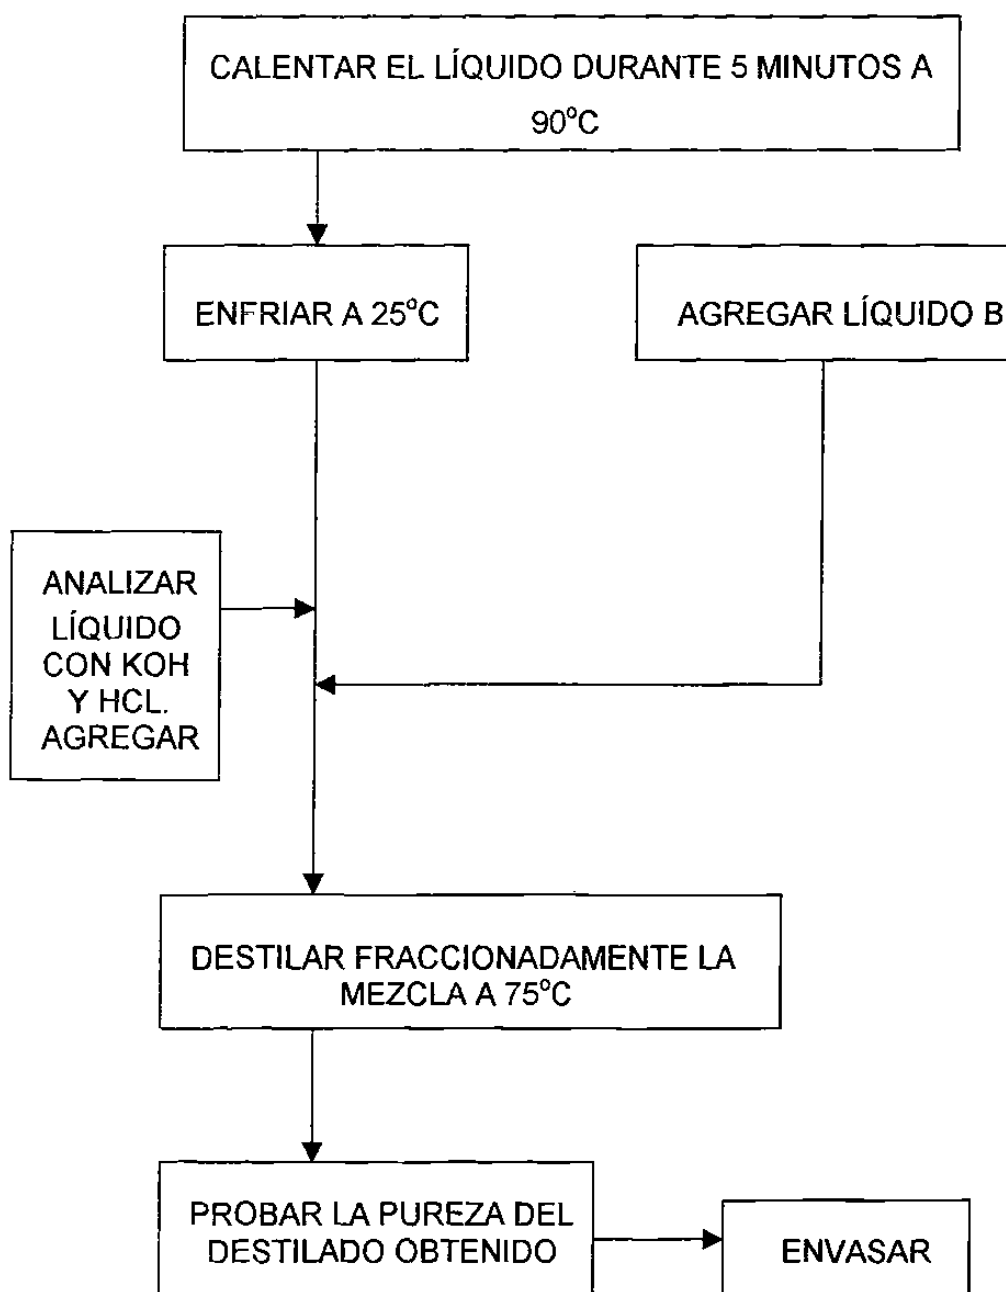 CALENTAR EL LÍQUIDO DURANTE 5 MINUTOS A
90°C
ENFRIAR A 25°C
AGREGAR LÍQUIDO B
ANALIZAR
LÍQUIDO
CON KOH
Y HCL.
AGREGAR
DESTILAR FRACCIONADAMENTE LA
MEZCLA A 75°C
PROBAR LA PUREZA DEL
DESTILADO OBTENIDO
ENVASAR